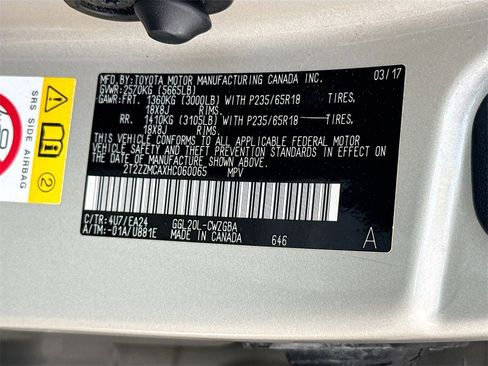 MFD.BY:TOYOTA MOTOR MANUFACTURING CANADA INC. 03/17
GVWR:2570KG (5665LB)
GAWR:FRT. 1360KG (3000LB) WITH P235/65R18 TIRES,
18X8J RIMS.
RR. 1410KG (3105LB) WITH P235/65R18 TIRES,
18X8J RIMS.
THIS VEHICLE CONFORMS TO ALL APPLICABLE FEDERAL MOTOR
VEHICLE SAFETY AND THEFT PREVENTION STANDARDS IN EFFECT
ON THE DATE OF MANUFACTURE SHOWN ABOVE.
2T2ZZMCAXHC060065 MPV
C/TR:4U7/EA24 GGL20L-CWZGBA
A/TM:-01A/U881E MADE IN CANADA 646 A
SRS SIDE AIRBAG
2